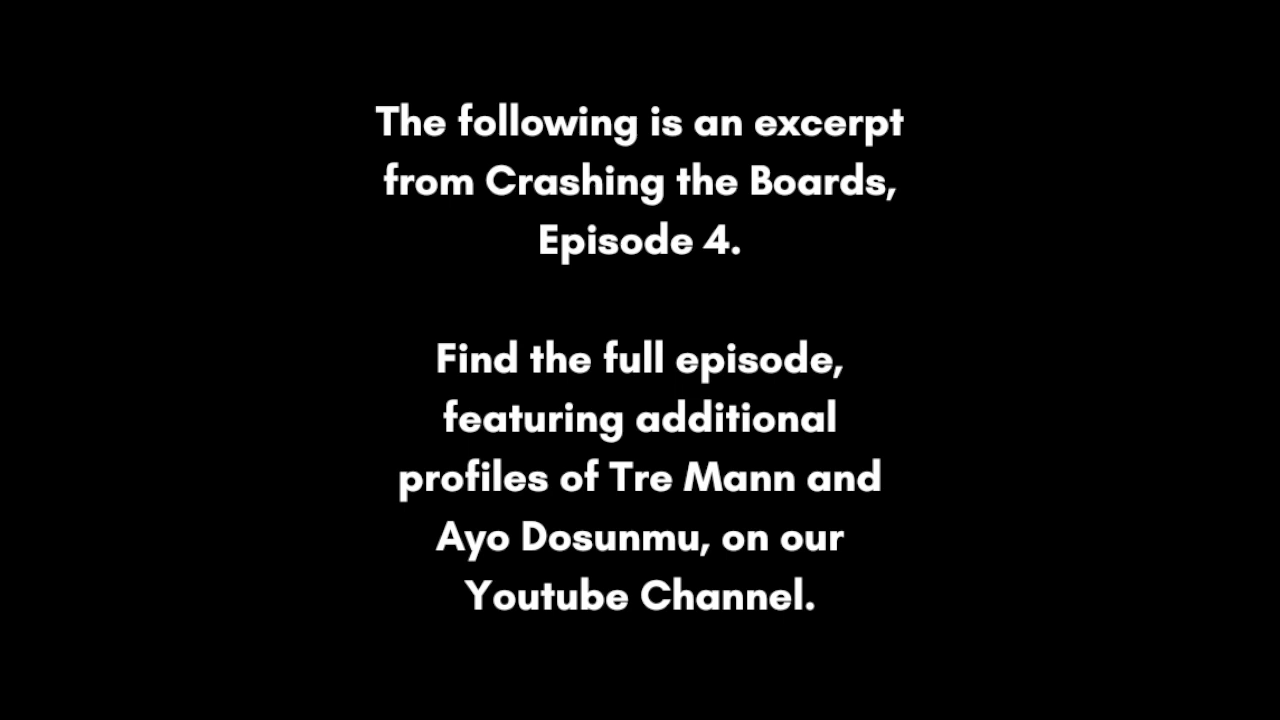 The following is an excerpt
from Crashing the Boards,
Episode 4.
Find the full episode,
featuring additional
profiles of Tre Mann and
Ayo Dosunmu, on our
Youtube Channel.